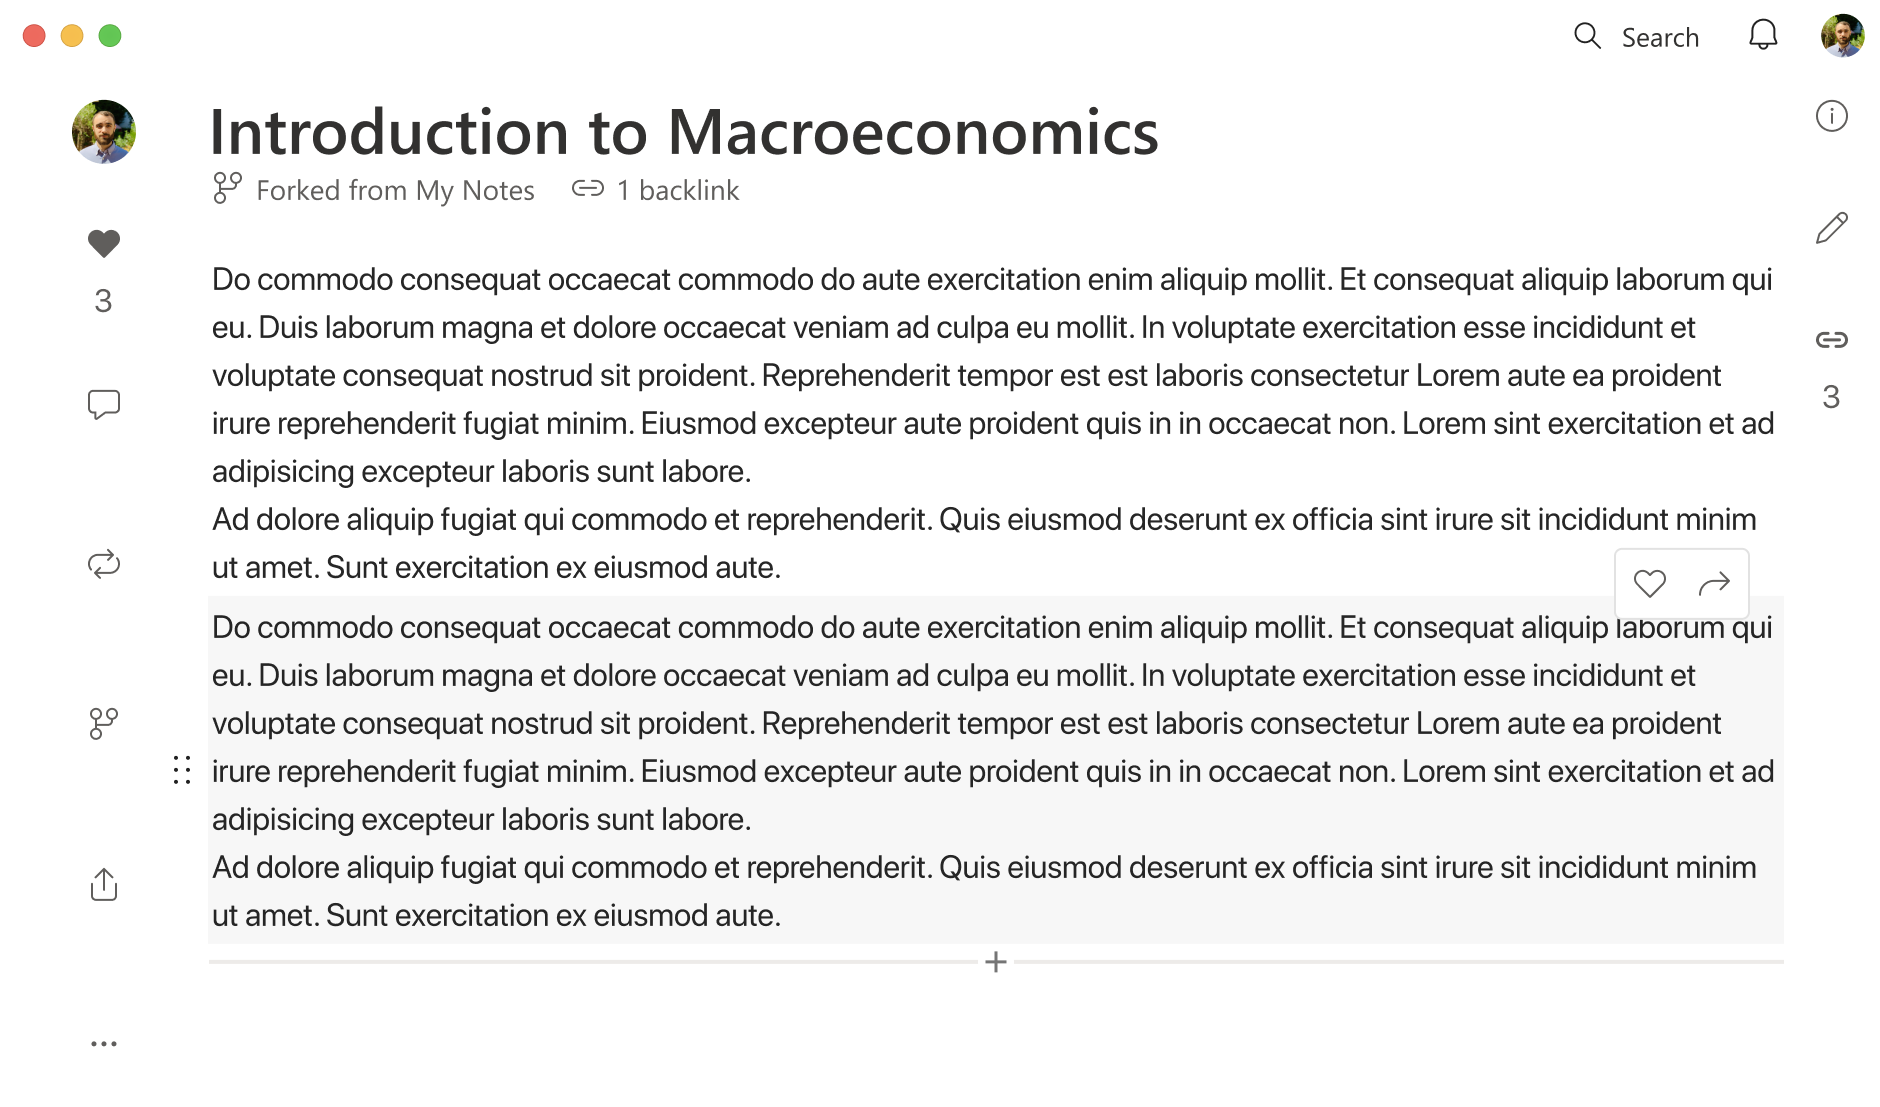 Search
Introduction to Macroeconomics
Forked from My Notes 1 backlink
3
Do commodo consequat occaecat commodo do aute exercitation enim aliquip mollit. Et consequat aliquip laborum qui
eu. Duis laborum magna et dolore occaecat veniam ad culpa eu mollit. In voluptate exercitation esse incididunt et
voluptate consequat nostrud sit proident. Reprehenderit tempor est est laboris consectetur Lorem aute ea proident
irure reprehenderit fugiat minim. Eiusmod excepteur aute proident quis in in occaecat non. Lorem sint exercitation et ad
adipisicing excepteur laboris sunt labore.
Ad dolore aliquip fugiat qui commodo et reprehenderit. Quis eiusmod deserunt ex officia sint irure sit incididunt minim
ut amet. Sunt exercitation ex eiusmod aute.
Do commodo consequat occaecat commodo do aute exercitation enim aliquip mollit. Et consequat aliquip laborum qui
eu. Duis laborum magna et dolore occaecat veniam ad culpa eu mollit. In voluptate exercitation esse incididunt et
voluptate consequat nostrud sit proident. Reprehenderit tempor est est laboris consectetur Lorem aute ea proident
irure reprehenderit fugiat minim. Eiusmod excepteur aute proident quis in in occaecat non. Lorem sint exercitation et ad
adipisicing excepteur laboris sunt labore.
Ad dolore aliquip fugiat qui commodo et reprehenderit. Quis eiusmod deserunt ex officia sint irure sit incididunt minim
ut amet. Sunt exercitation ex eiusmod aute.
3